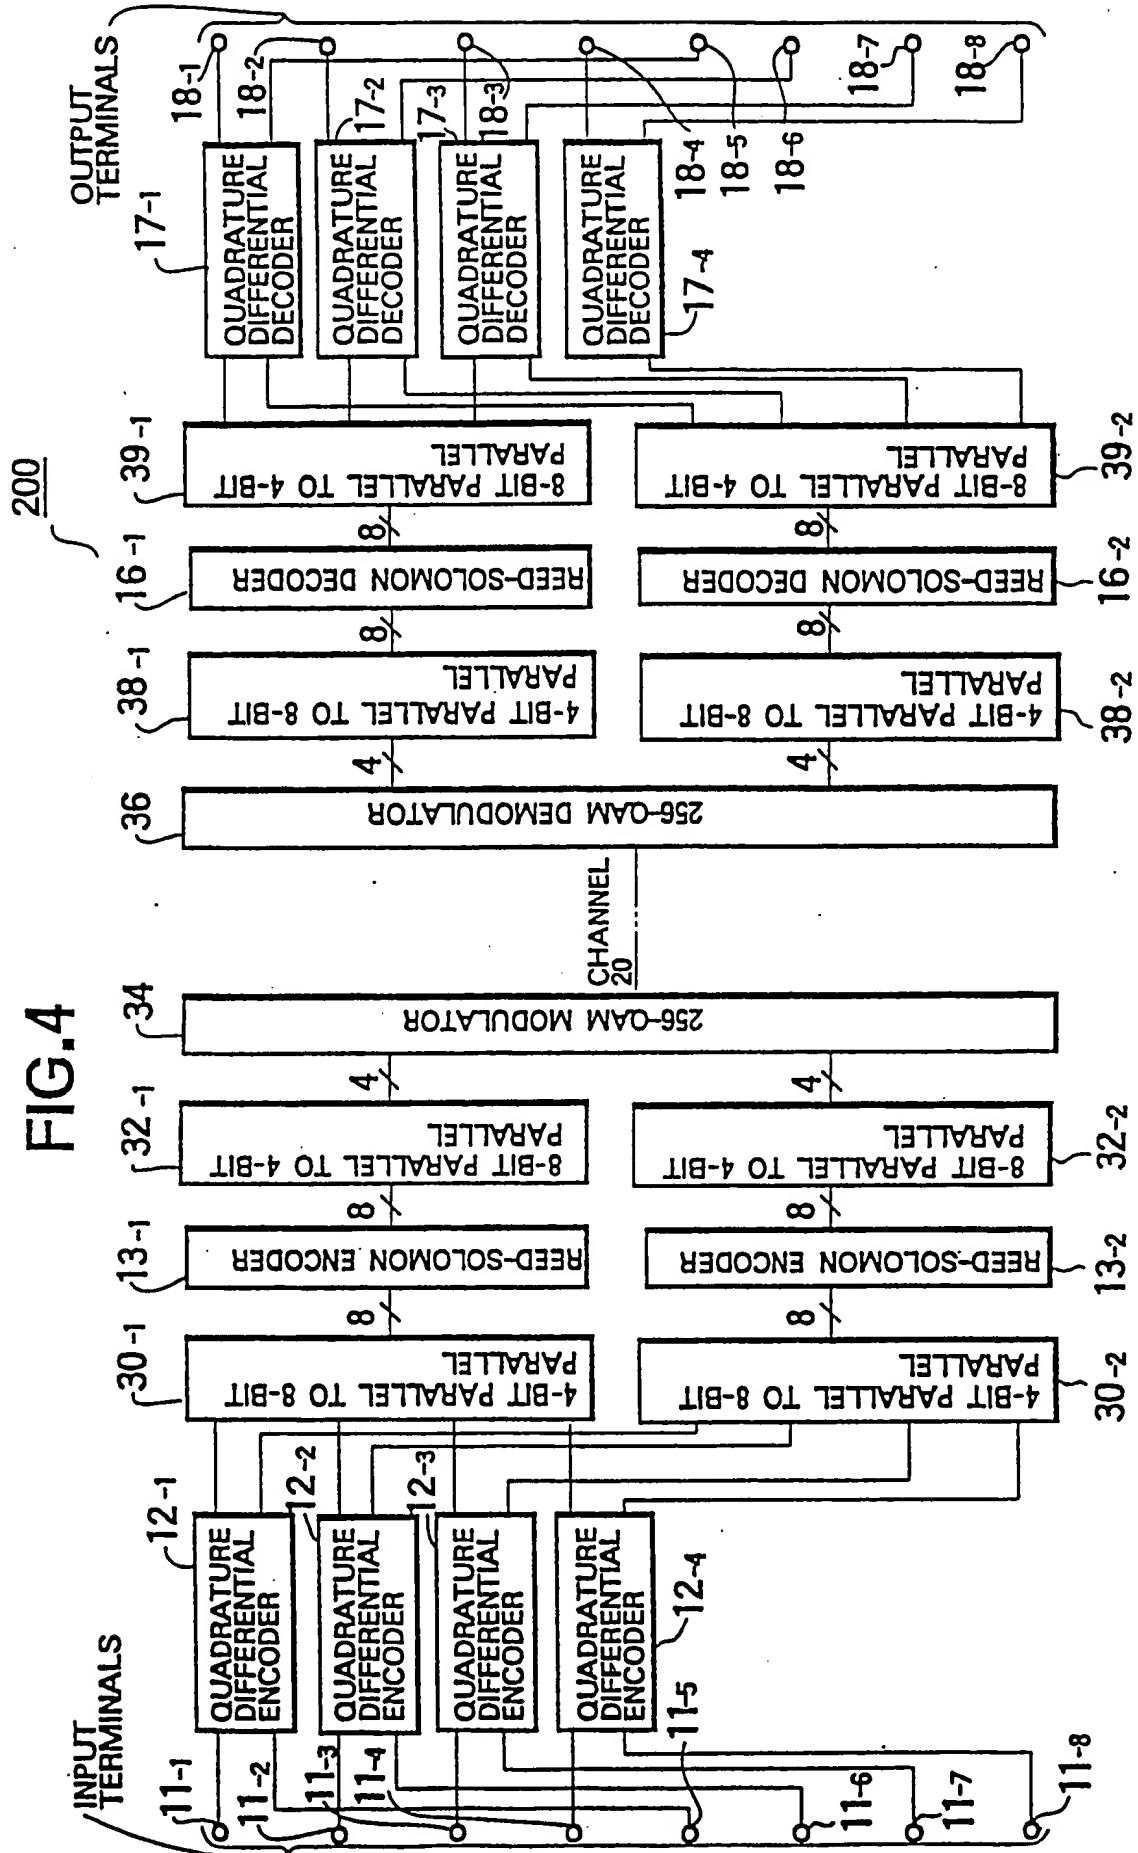 FIG.4
200
INPUT
TERMINALS
11-1
11-2
11-3
11-4
11-5
11-6
11-7
11-8
12-1
QUADRATURE
DIFFERENTIAL
ENCODER
12-2
QUADRATURE
DIFFERENTIAL
ENCODER
12-3
QUADRATURE
DIFFERENTIAL
ENCODER
QUADRATURE
DIFFERENTIAL
ENCODER
12-4
30-1
4-BIT PARALLEL TO 8-BIT
PARALLEL
4-BIT PARALLEL TO 8-BIT
PARALLEL
30-2
8
8
13-1
REED-SOLOMON ENCODER
REED-SOLOMON ENCODER
13-2
8
8
32-1
8-BIT PARALLEL TO 4-BIT
PARALLEL
8-BIT PARALLEL TO 4-BIT
PARALLEL
32-2
4
4
34
256-QAM MODULATOR
CHANNEL
20
36
256-QAM DEMODULATOR
4
4
38-1
4-BIT PARALLEL TO 8-BIT
PARALLEL
4-BIT PARALLEL TO 8-BIT
PARALLEL
38-2
8
8
16-1
REED-SOLOMON DECODER
REED-SOLOMON DECODER
16-2
8
8
39-1
8-BIT PARALLEL TO 4-BIT
PARALLEL
8-BIT PARALLEL TO 4-BIT
PARALLEL
39-2
17-1
QUADRATURE
DIFFERENTIAL
DECODER
17-2
QUADRATURE
DIFFERENTIAL
DECODER
17-3
QUADRATURE
DIFFERENTIAL
DECODER
QUADRATURE
DIFFERENTIAL
DECODER
17-4
OUTPUT
TERMINALS
18-1
18-2
18-3
18-4
18-5
18-6
18-7
18-8